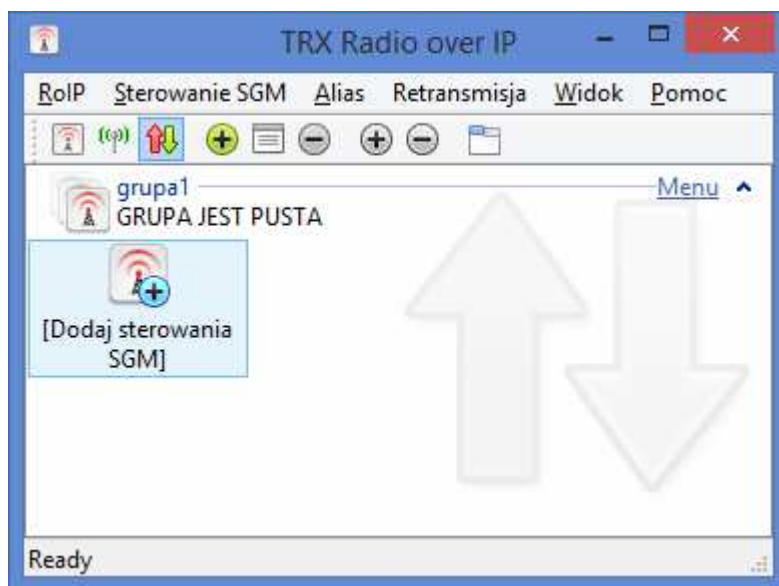 TRX Radio over IP
RoIP Sterowanie SGM Alias Retransmisja Widok Pomoc
grupa1 Menu
GRUPA JEST PUSTA
[Dodaj sterowania
SGM]
Ready